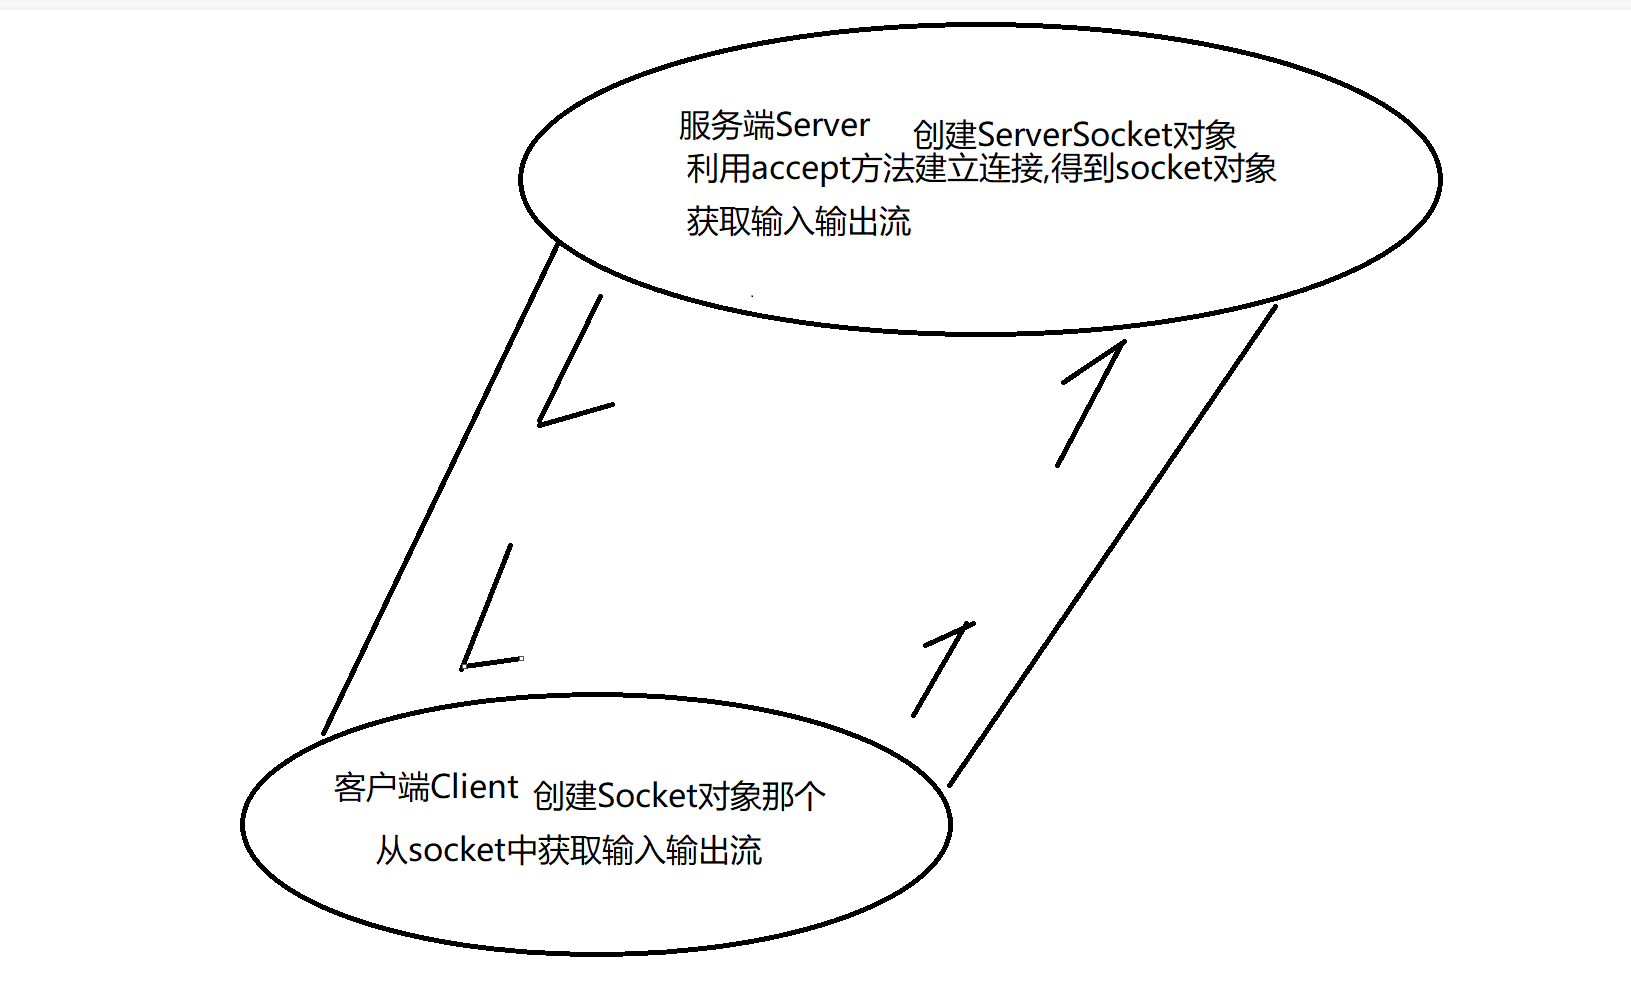 服务端Server 创建ServerSocket对象
利用accept方法建立连接,得到socket对象
获取输入输出流
客户端Client 创建Socket对象那个
从socket中获取输入输出流